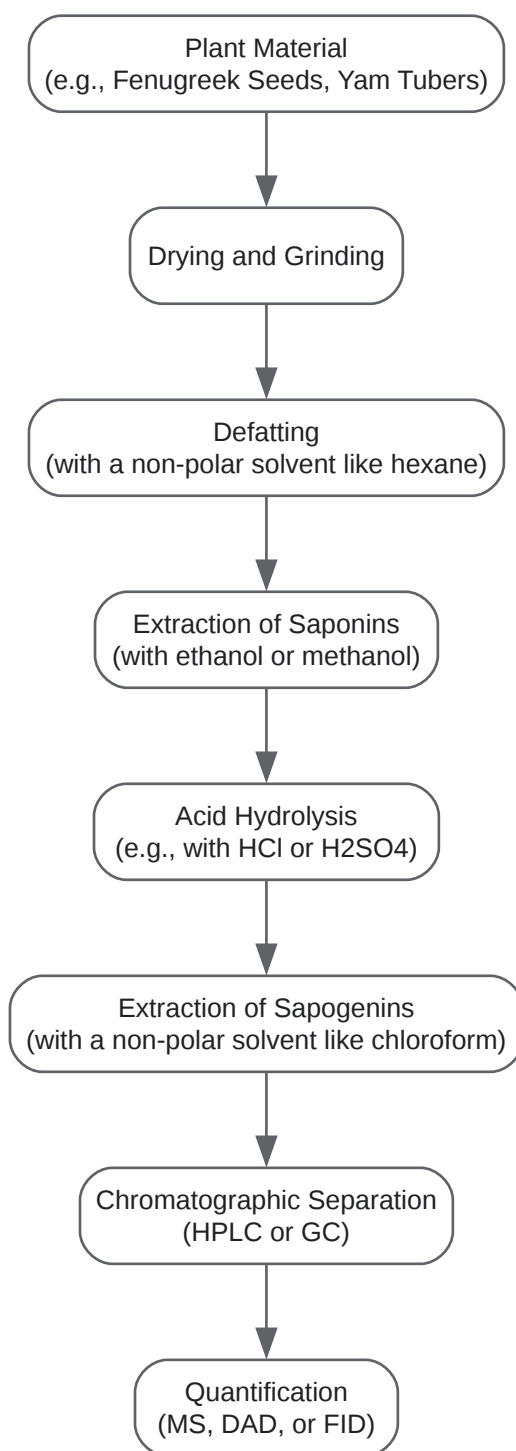 Plant Material
(e.g., Fenugreek Seeds, Yam Tubers)
Drying and Grinding
Defatting
(with a non-polar solvent like hexane)
Extraction of Saponins
(with ethanol or methanol)
Acid Hydrolysis
(e.g., with HCl or H2SO4)
Extraction of Sapogenins
(with a non-polar solvent like chloroform)
Chromatographic Separation
(HPLC or GC)
Quantification
(MS, DAD, or FID)